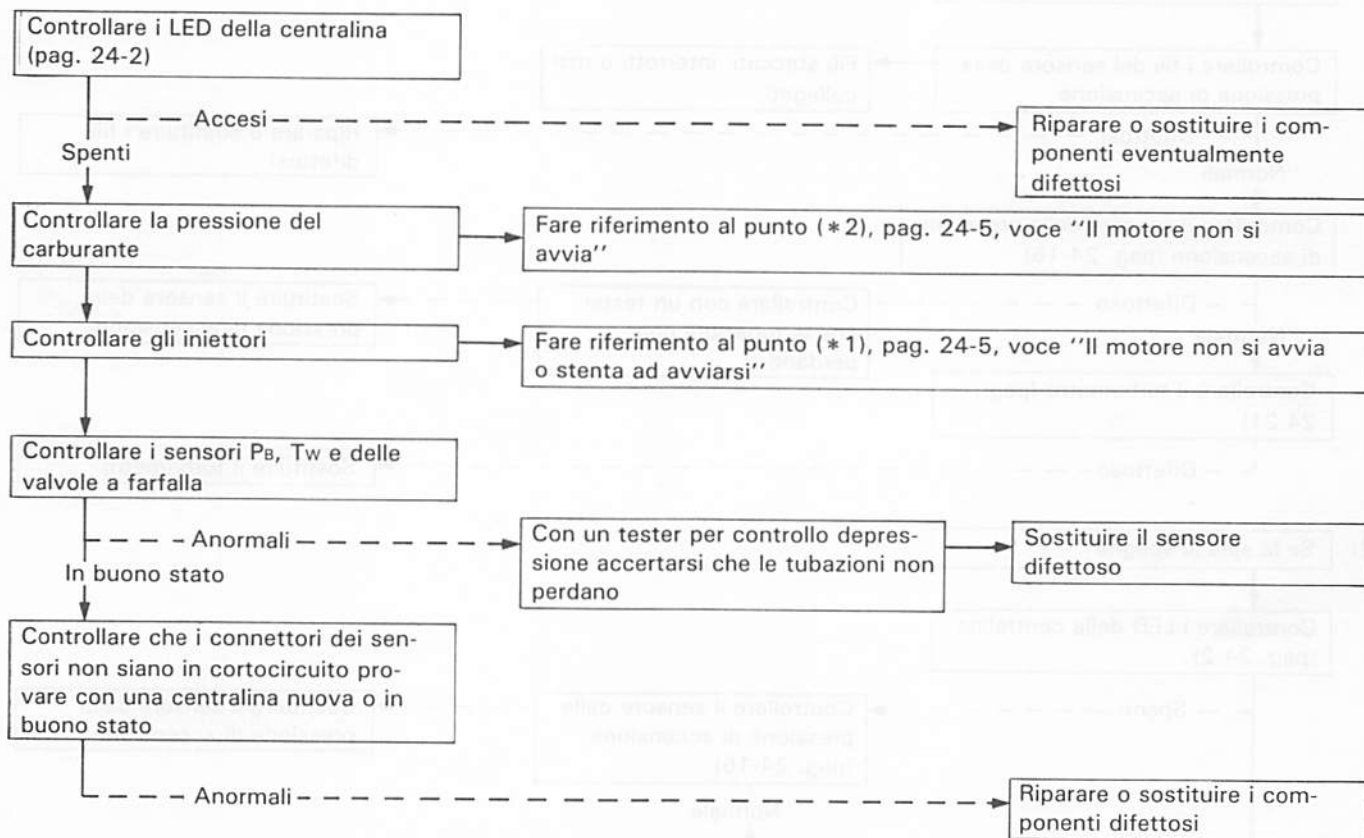 Controllare i LED della centralina
(pag. 24-2)
Accesi
Riparare o sostituire i com-
ponenti eventualmente
difettosi
Spenti
Controllare la pressione del
carburante
Fare riferimento al punto (*2), pag. 24-5, voce "Il motore non si
avvia"
Controllare gli iniettori
Fare riferimento al punto (*1), pag. 24-5, voce "Il motore non si avvia
o stenta ad avviarsi"
Controllare i sensori PB, TW e delle
valvole a farfalla
Anormali
Con un tester per controllo depres-
sione accertarsi che le tubazioni non
perdano
Sostituire il sensore
difettoso
In buono stato
Controllare che i connettori dei sen-
sori non siano in cortocircuito pro-
vare con una centralina nuova o in
buono stato
Anormali
Riparare o sostituire i com-
ponenti difettosi